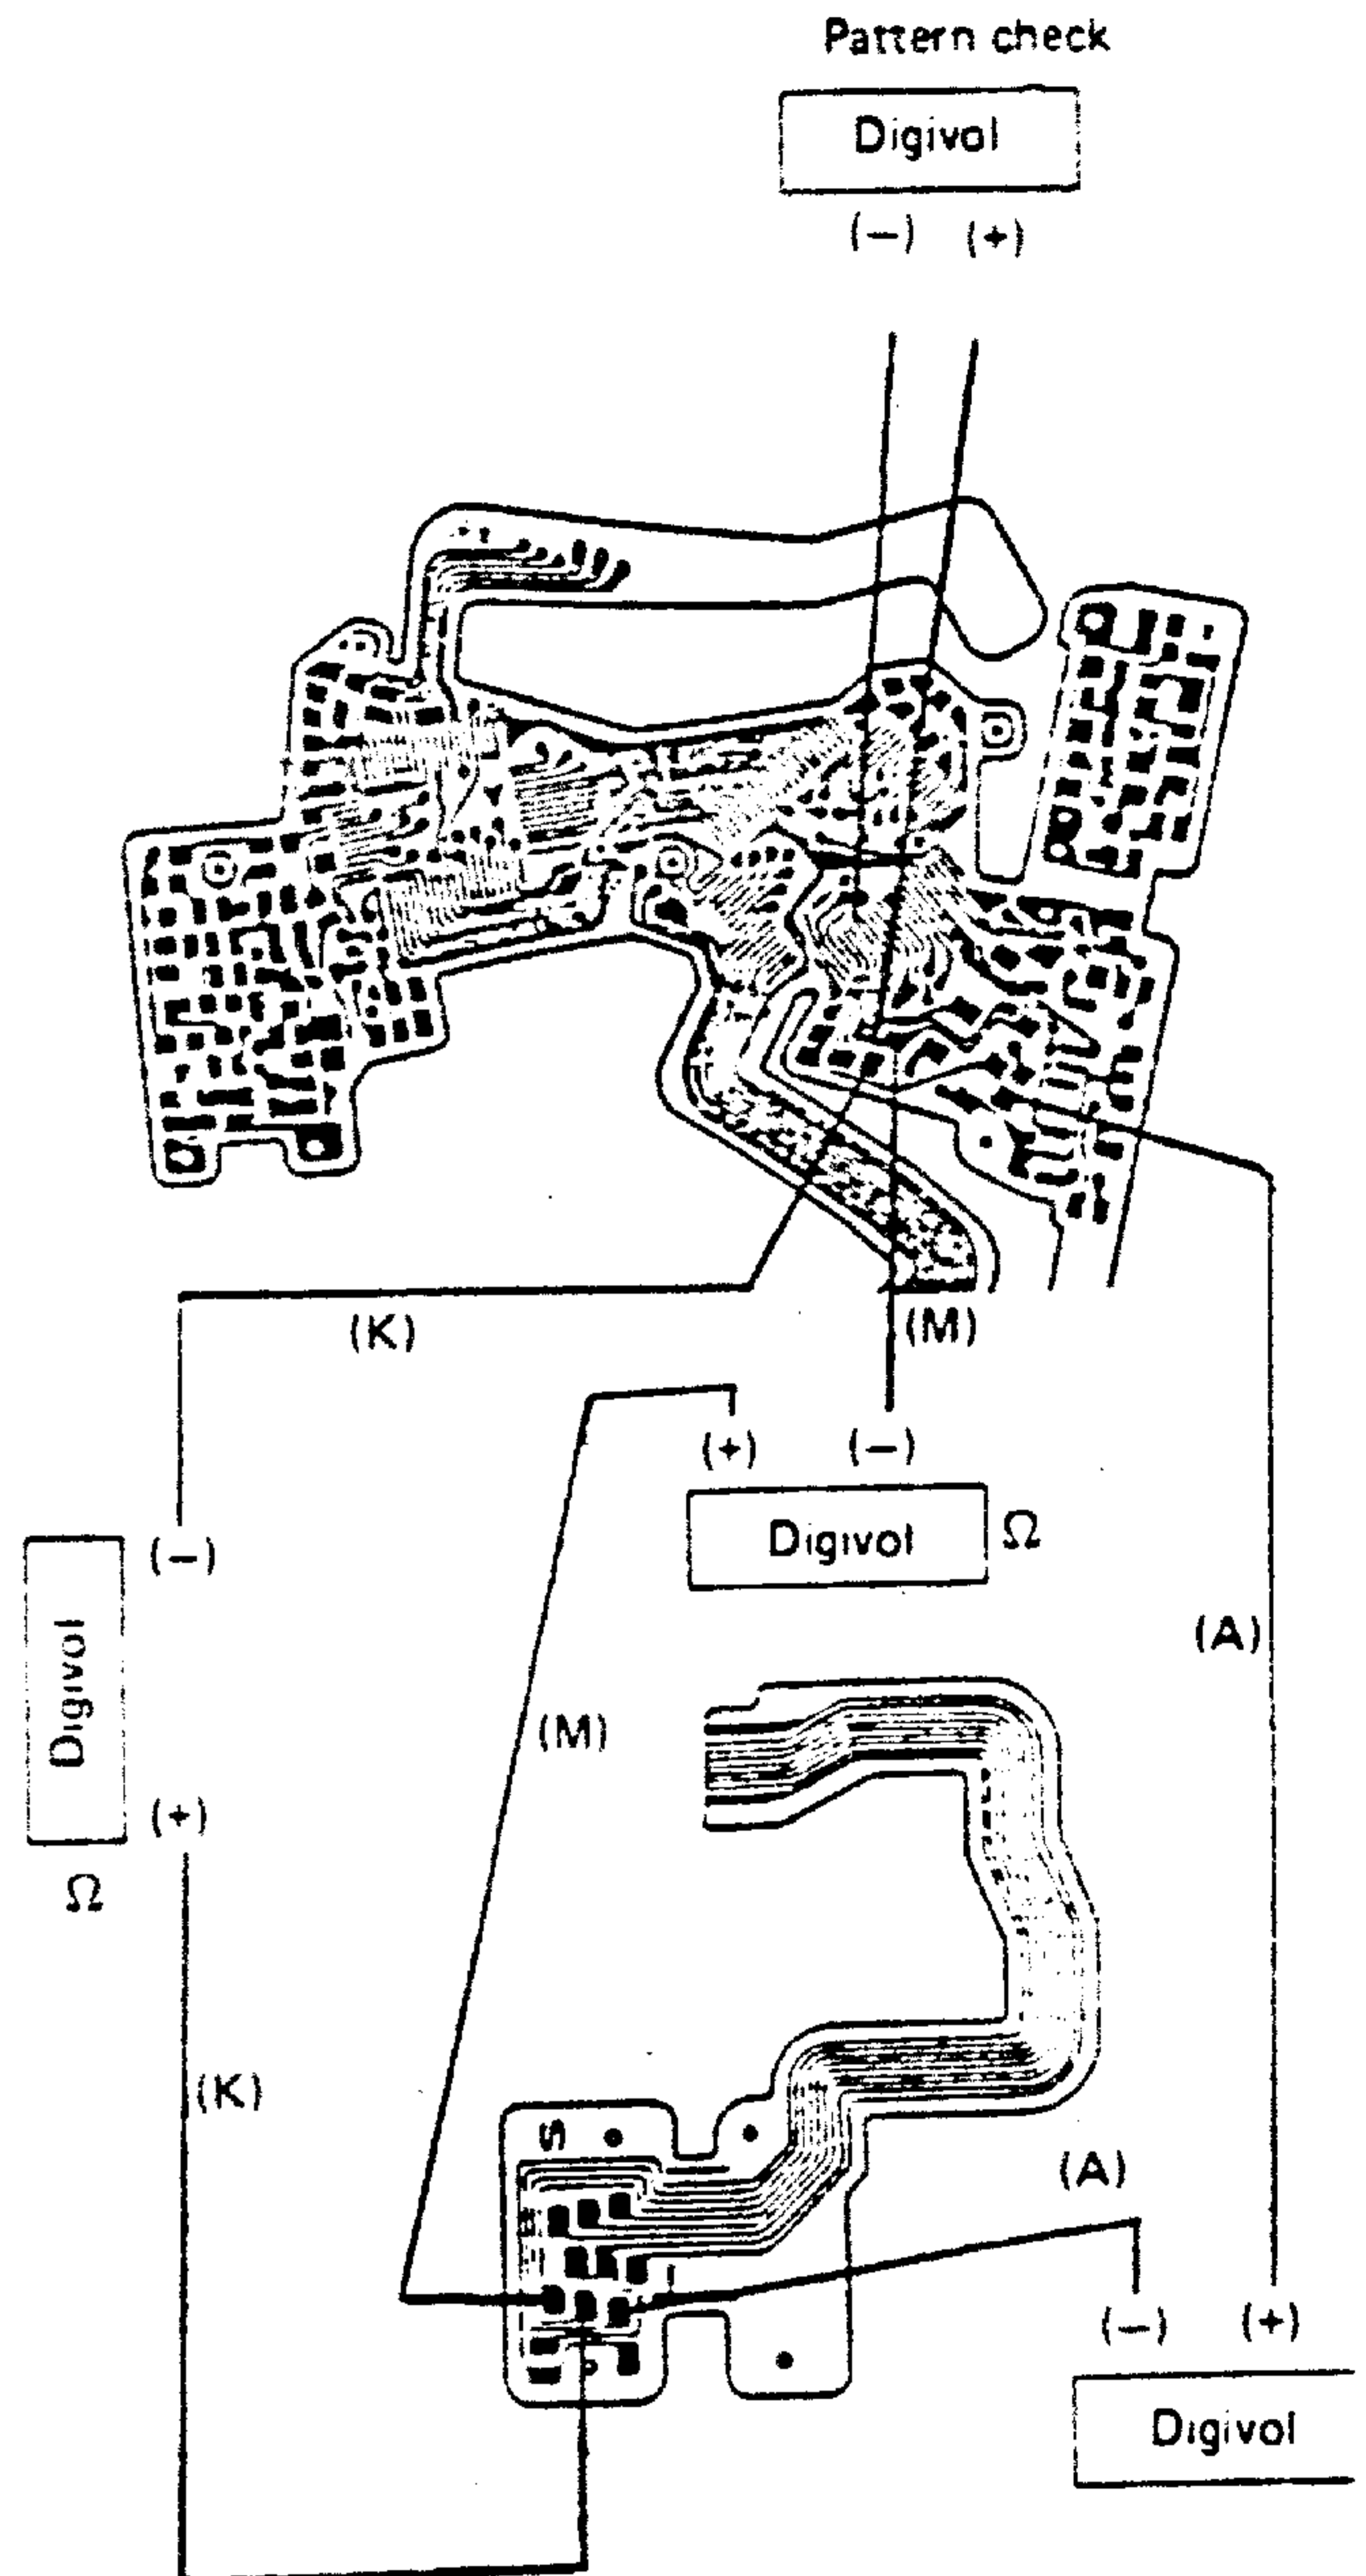 Pattern check
Digivol
(−) (+)
(K)
(M)
(+) (−)
Digivol Ω
(−)
Digivol
(+)
Ω
(A)
(M)
(K)
S
(A)
(−) (+)
Digivol